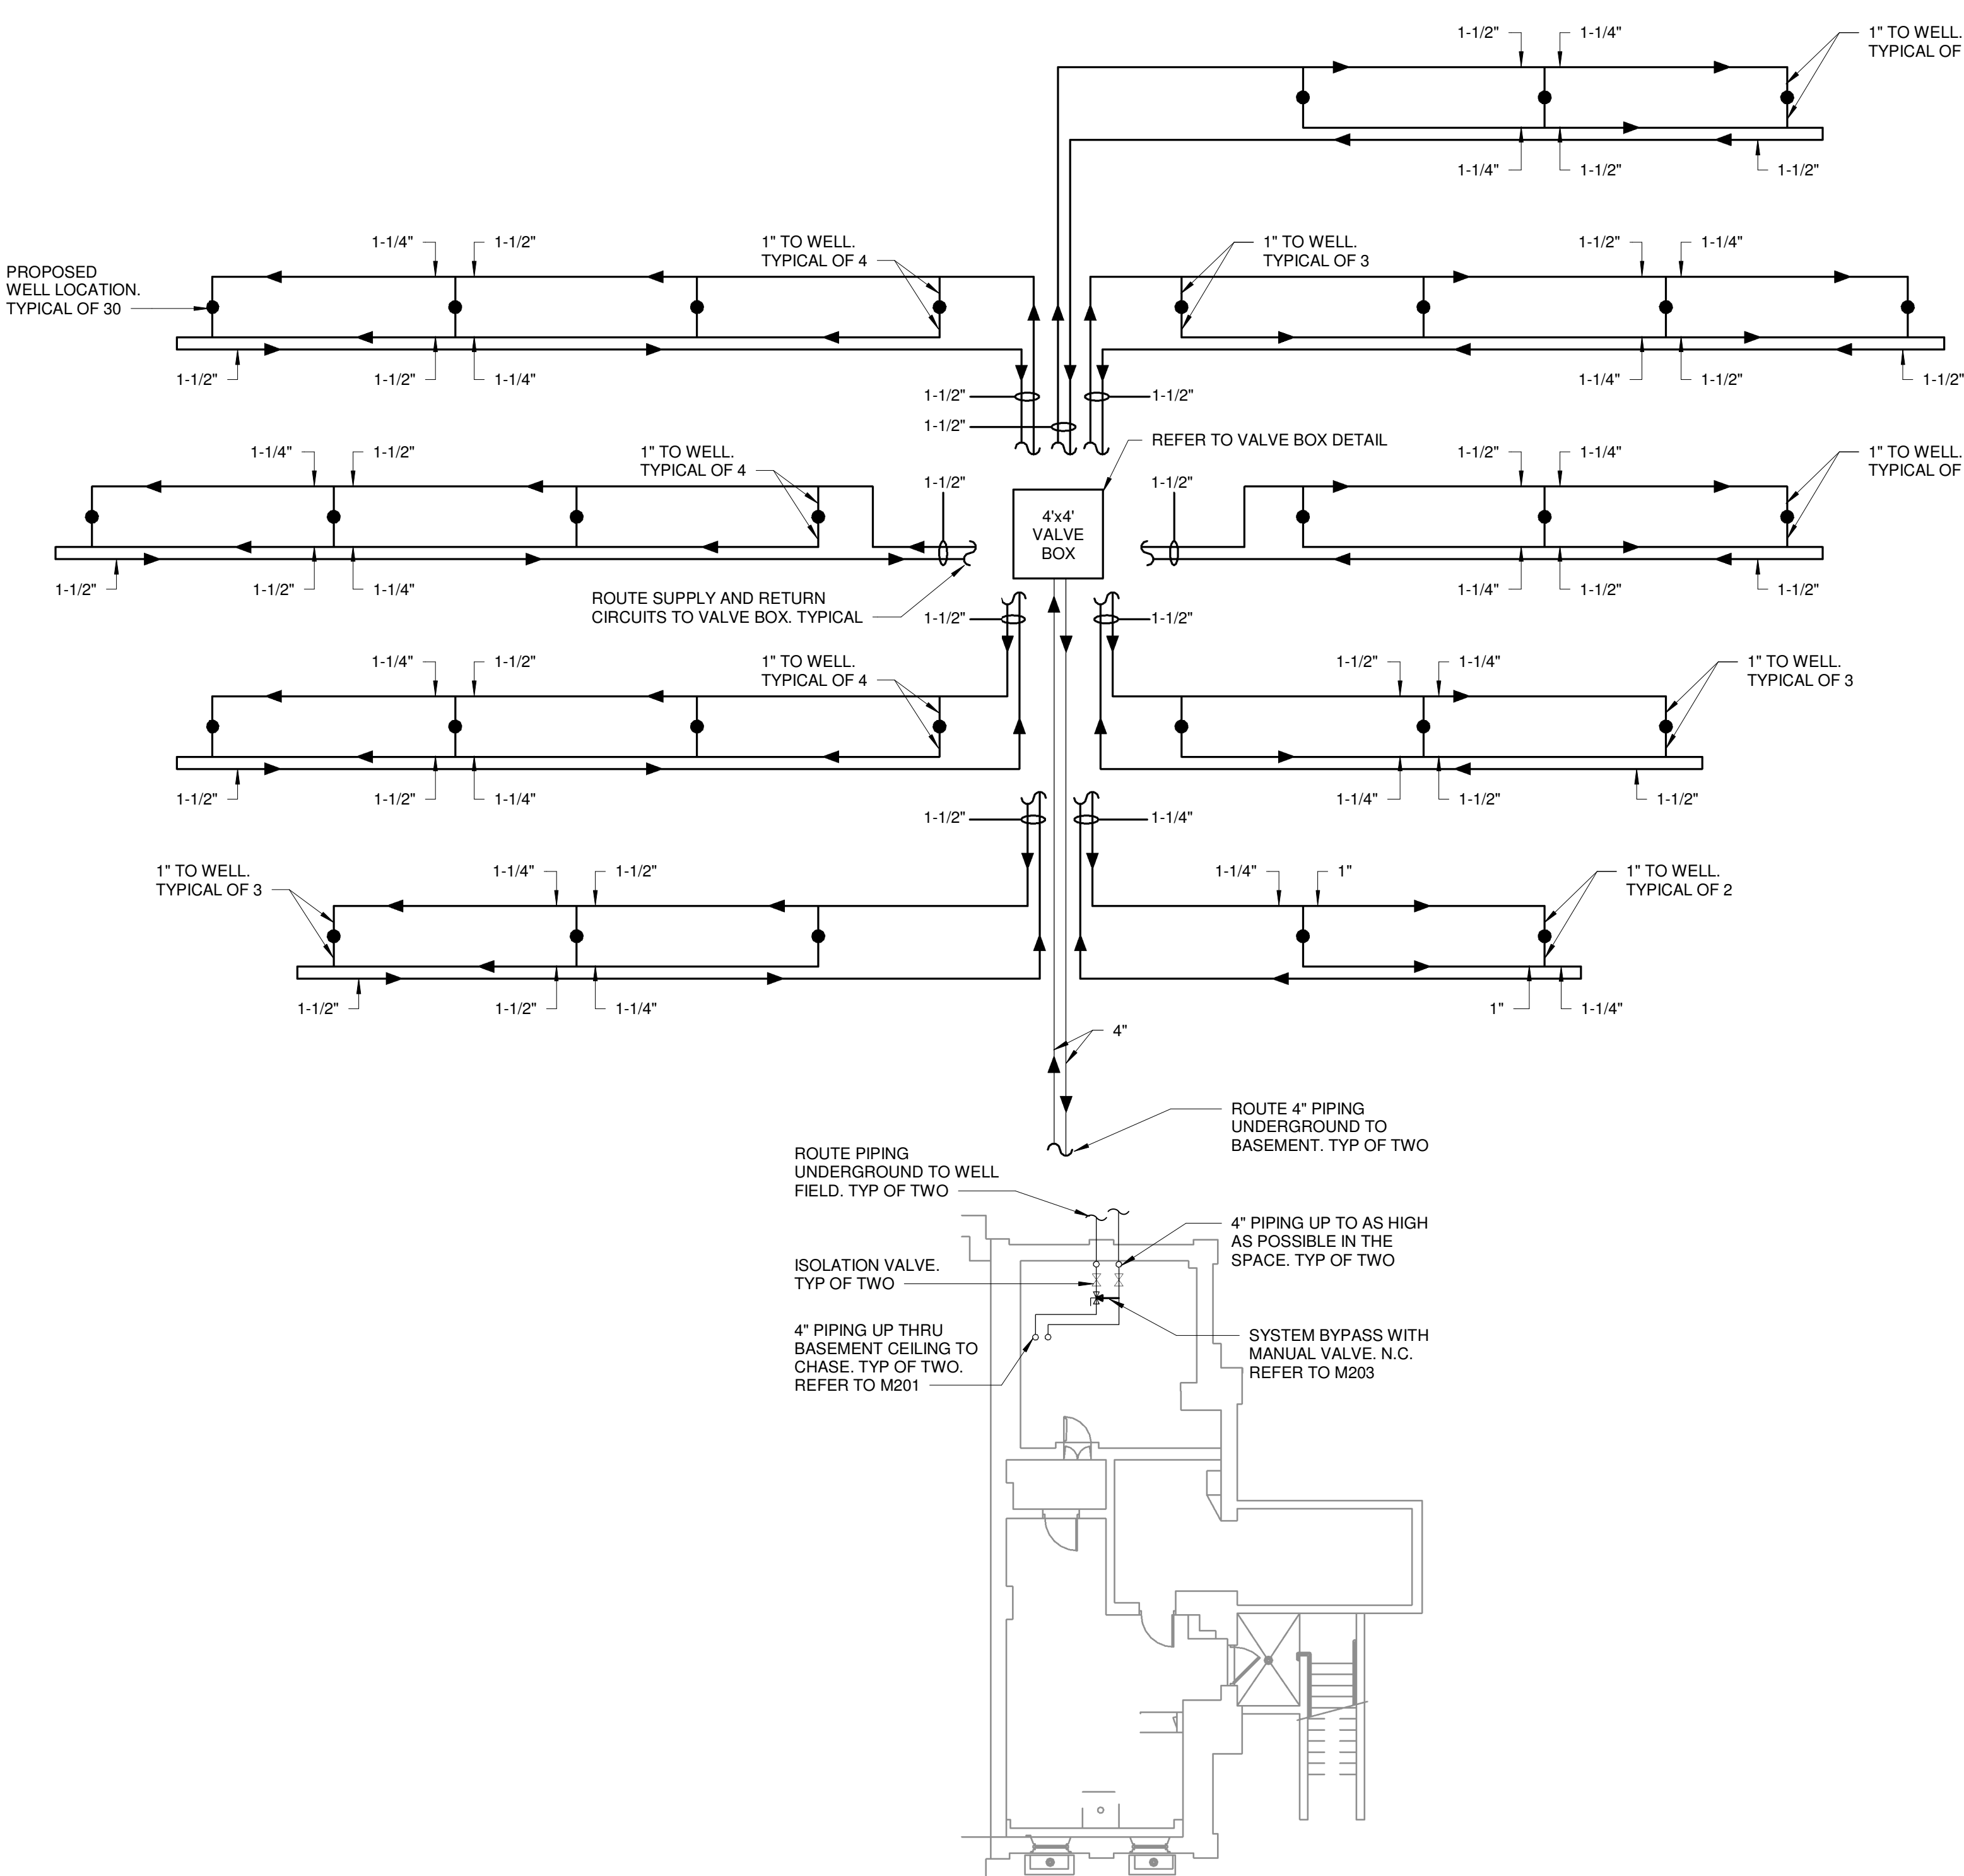 1-1/2"
1-1/4"
1" TO WELL.
TYPICAL OF
1-1/4"
1-1/2"
1-1/2"
PROPOSED
WELL LOCATION.
TYPICAL OF 30
1-1/4"
1-1/2"
1" TO WELL.
TYPICAL OF 4
1-1/2"
1-1/2"
1-1/4"
1" TO WELL.
TYPICAL OF 3
1-1/2"
1-1/4"
1-1/4"
1-1/2"
1-1/2"
1-1/2"
1-1/2"
1-1/2"
REFER TO VALVE BOX DETAIL
1-1/4"
1-1/2"
1" TO WELL.
TYPICAL OF 4
1-1/2"
1-1/2"
1-1/2"
1-1/4"
4'x4'
VALVE
BOX
1-1/2"
1-1/2"
1-1/4"
1" TO WELL.
TYPICAL OF
1-1/4"
1-1/2"
1-1/2"
ROUTE SUPPLY AND RETURN
CIRCUITS TO VALVE BOX. TYPICAL
1-1/2"
1-1/2"
1-1/4"
1-1/2"
1" TO WELL.
TYPICAL OF 4
1-1/2"
1-1/2"
1-1/4"
1-1/2"
1-1/4"
1" TO WELL.
TYPICAL OF 3
1-1/4"
1-1/2"
1-1/2"
1-1/2"
1-1/4"
1" TO WELL.
TYPICAL OF 3
1-1/4"
1-1/2"
1-1/2"
1-1/2"
1-1/4"
1-1/4"
1"
1" TO WELL.
TYPICAL OF 2
1"
1-1/4"
4"
ROUTE 4" PIPING
UNDERGROUND TO
BASEMENT. TYP OF TWO
ROUTE PIPING
UNDERGROUND TO WELL
FIELD. TYP OF TWO
4" PIPING UP TO AS HIGH
AS POSSIBLE IN THE
SPACE. TYP OF TWO
ISOLATION VALVE.
TYP OF TWO
4" PIPING UP THRU
BASEMENT CEILING TO
CHASE. TYP OF TWO.
REFER TO M201
SYSTEM BYPASS WITH
MANUAL VALVE. N.C.
REFER TO M203